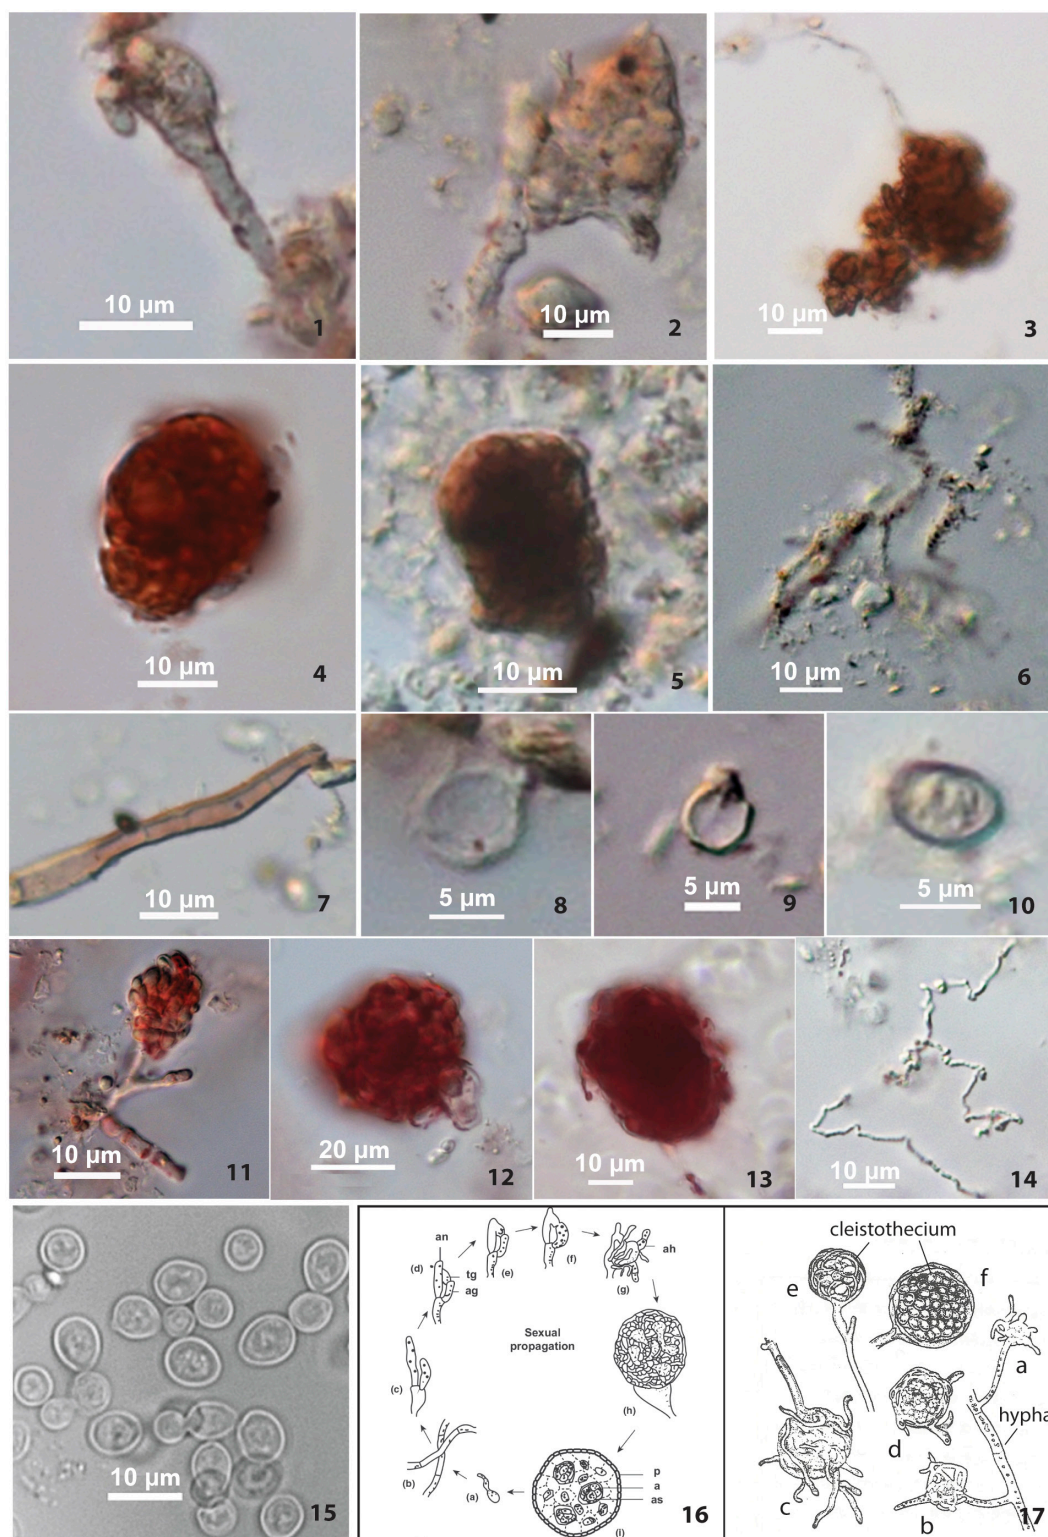 10 µm
1
10 µm
2
10 µm
3
10 µm
4
10 µm
5
10 µm
6
10 µm
7
5 µm
8
5 µm
9
5 µm
10
10 µm
11
20 µm
12
10 µm
13
10 µm
14
10 µm
15
an
(d)
tg
ag
(e)
(f)
ah
(g)
Sexual
propagation
(c)
(h)
(b)
(a)
p
a
as
(i)
16
cleistothecium
e
f
a
hypha
d
c
b
17